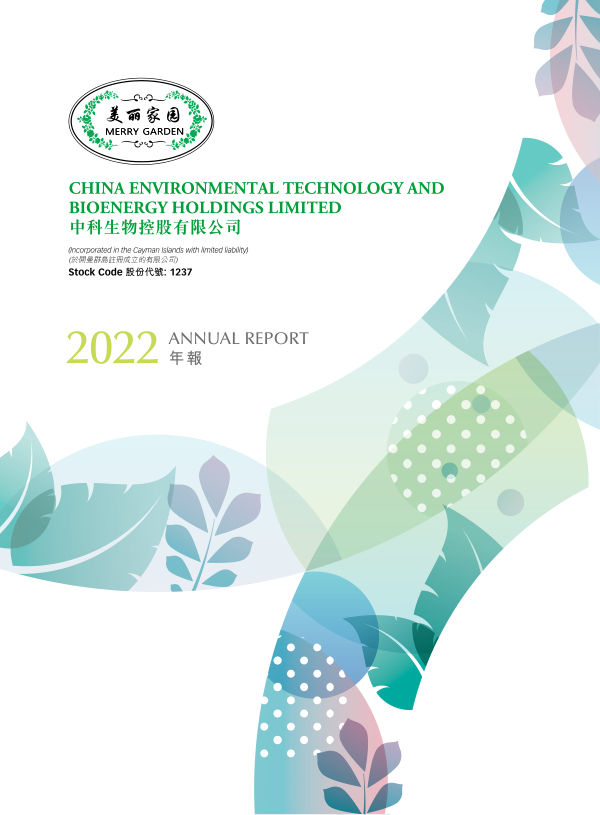 美丽家园
MERRY GARDEN
CHINA ENVIRONMENTAL TECHNOLOGY AND
BIOENERGY HOLDINGS LIMITED
中科生物控股有限公司
(Incorporated in the Cayman Islands with limited liability)
(於開曼群島註冊成立的有限公司)
Stock Code 股份代號: 1237
2022 ANNUAL REPORT
年報